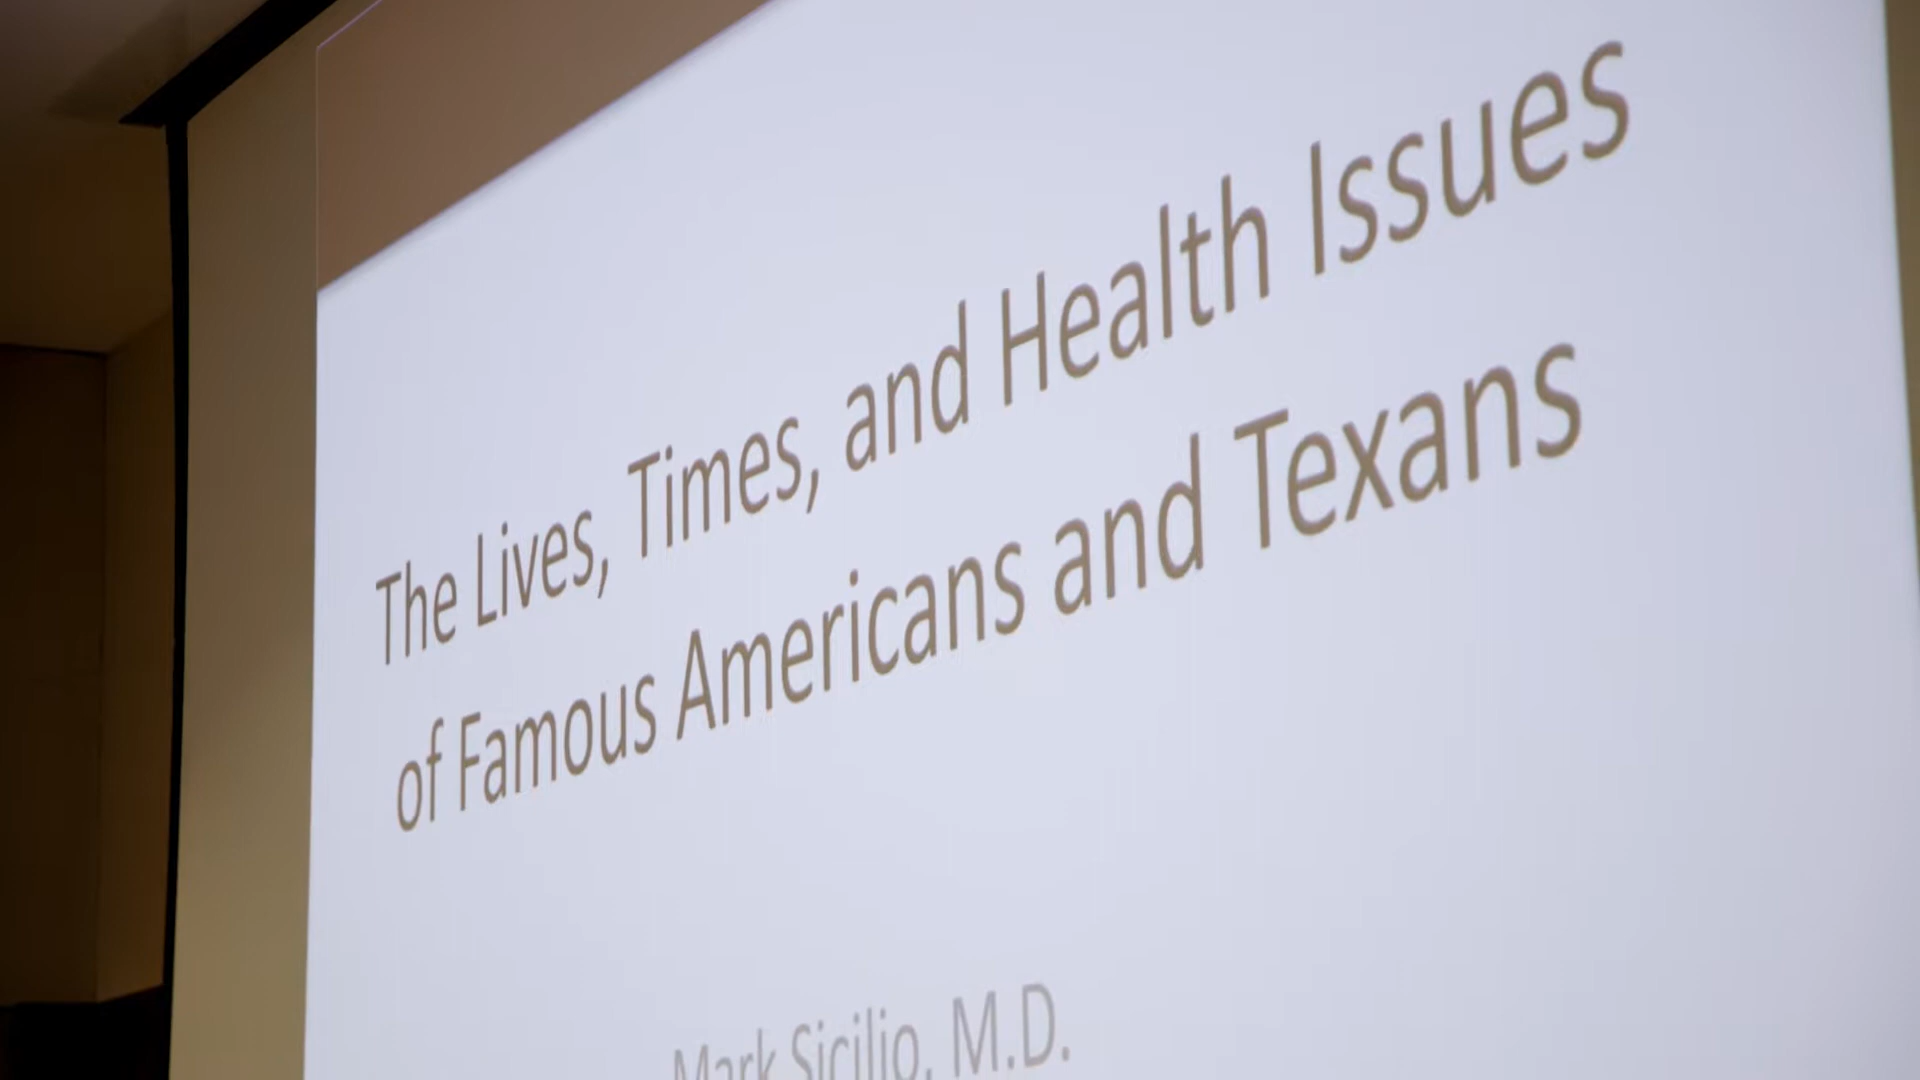 The Lives, Times, and Health Issues
of Famous Americans and Texans
Mark Sicilio, M.D.